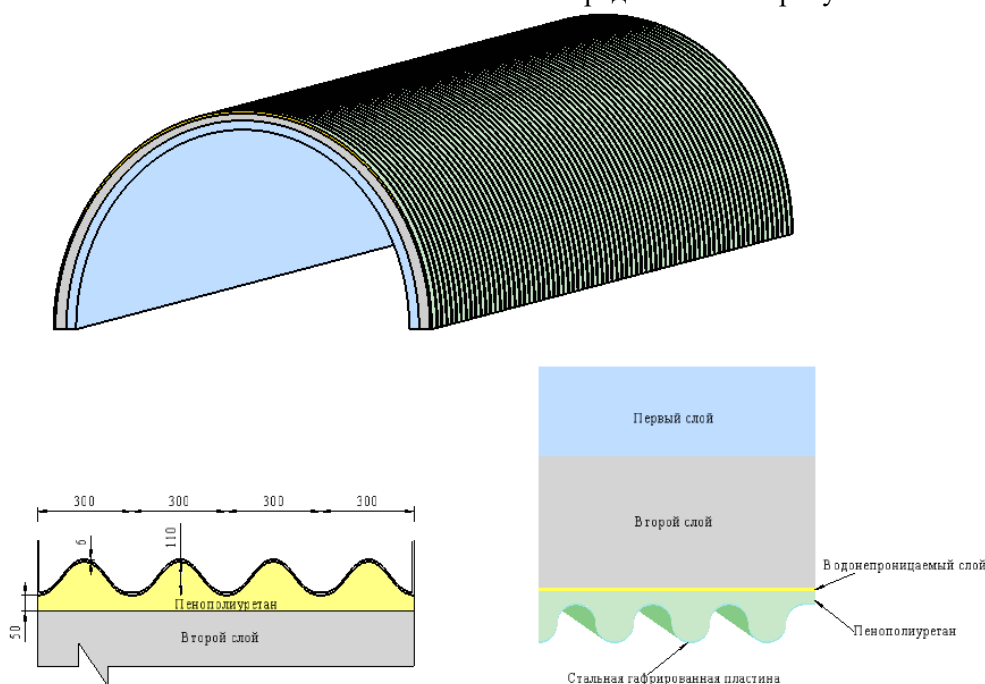 300 300 300 300
6
110
Пенополиуретан
50
Второй слой
Первый слой
Второй слой
Водонепроницаемый слой
Пенополиуретан
Стальная гафрированная пластина